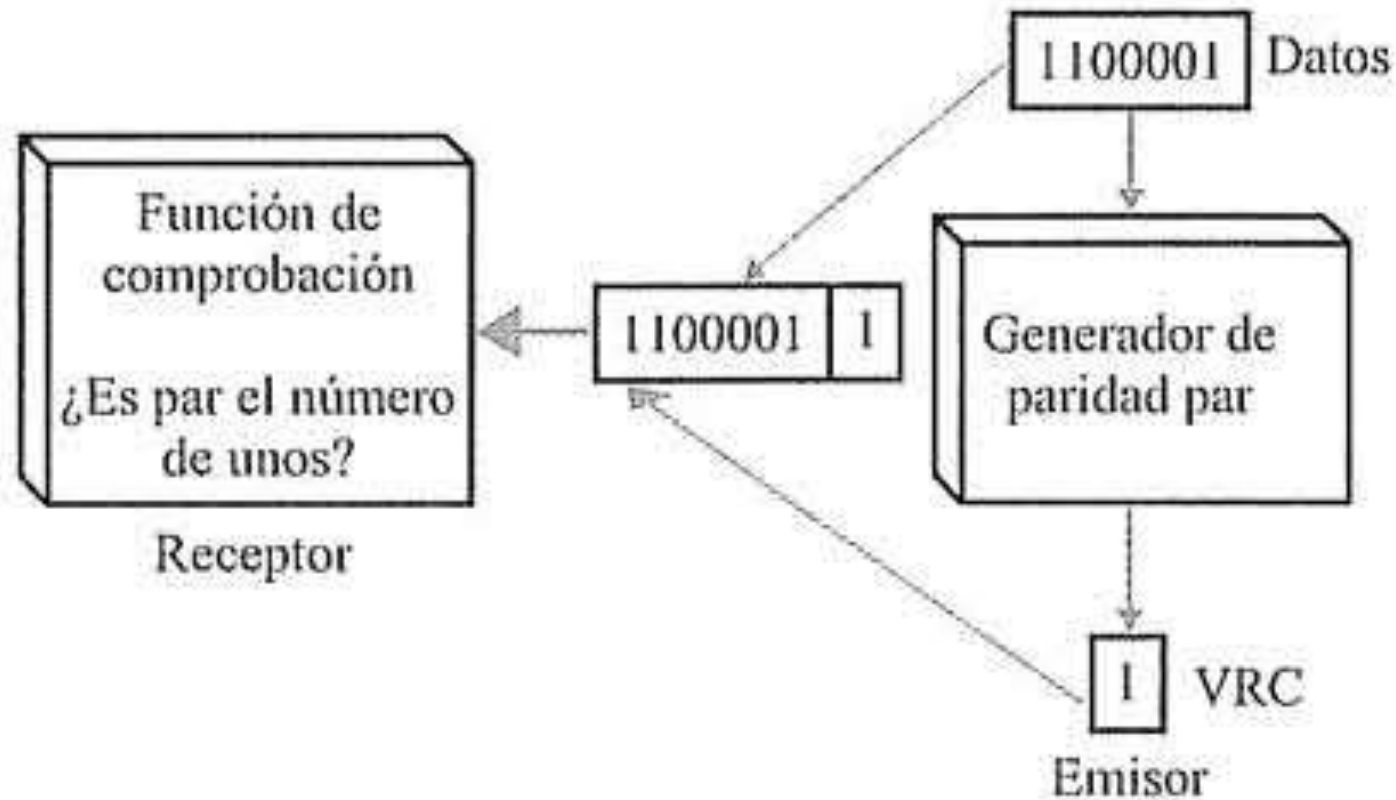 1100001
Datos
Función de
comprobación
¿Es par el número
de unos?
Receptor
1100001
1
Generador de
paridad par
1
VRC
Emisor